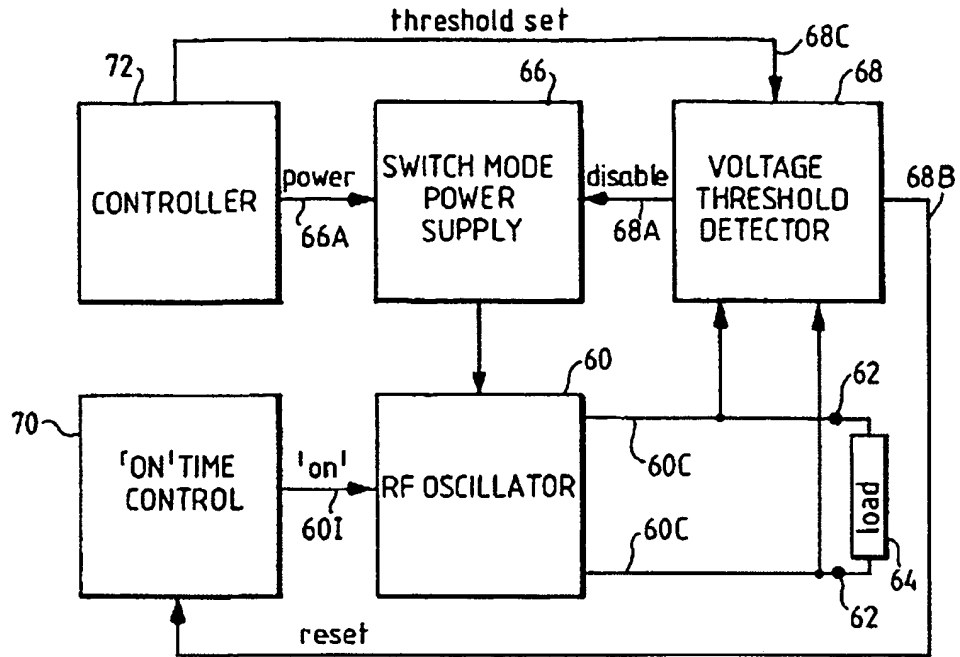 threshold set
68C
72
66
68
CONTROLLER
power
66A
SWITCH MODE
POWER
SUPPLY
disable
68A
VOLTAGE
THRESHOLD
DETECTOR
68B
60
62
70
'ON' TIME
CONTROL
'on'
60I
RF OSCILLATOR
60C
60C
load
64
62
reset